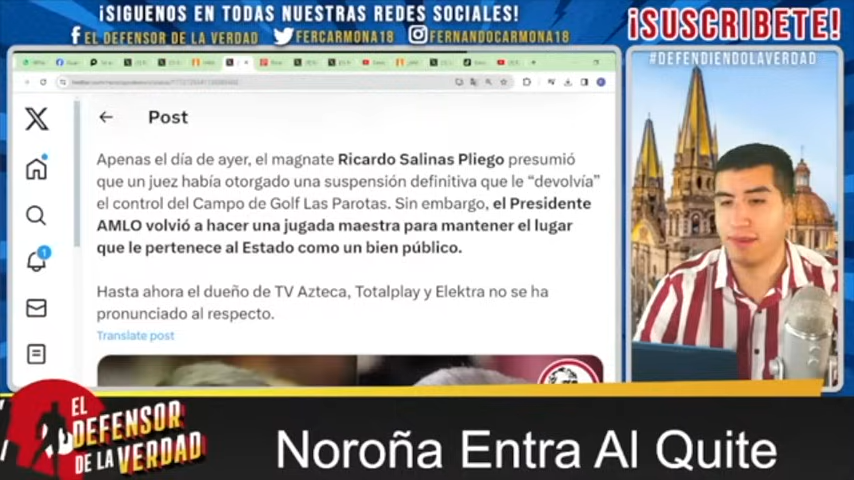 ¡SIGUENOS EN TODAS NUESTRAS REDES SOCIALES!
EL DEFENSOR DE LA VERDAD
FERCARMONA18
FERNANDOCARMONA18
¡SUSCRIBETE!
#DEFENDIENDOLAVERDAD
Post
Apenas el día de ayer, el magnate Ricardo Salinas Pliego presumió
que un juez había otorgado una suspensión definitiva que le “devolvía”
el control del Campo de Golf Las Parotas. Sin embargo, el Presidente
AMLO volvió a hacer una jugada maestra para mantener el lugar
que le pertenece al Estado como un bien público.
Hasta ahora el dueño de TV Azteca, Totalplay y Elektra no se ha
pronunciado al respecto.
Translate post
1
EL
DEFENSOR
DE LA VERDAD
Noroña Entra Al Quite